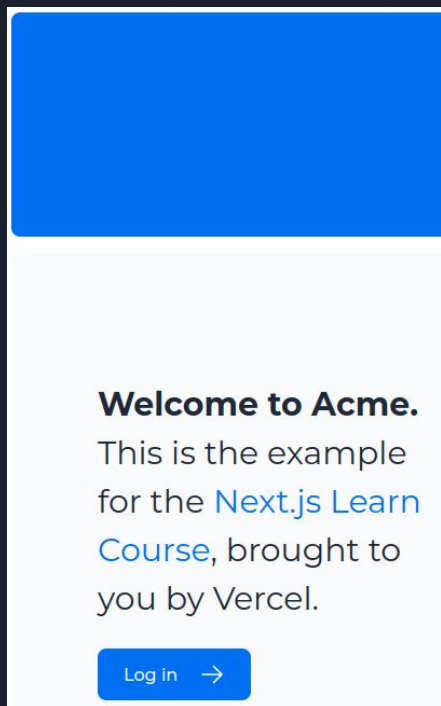 Welcome to Acme.
This is the example
for the Next.js Learn
Course, brought to
you by Vercel.
Log in